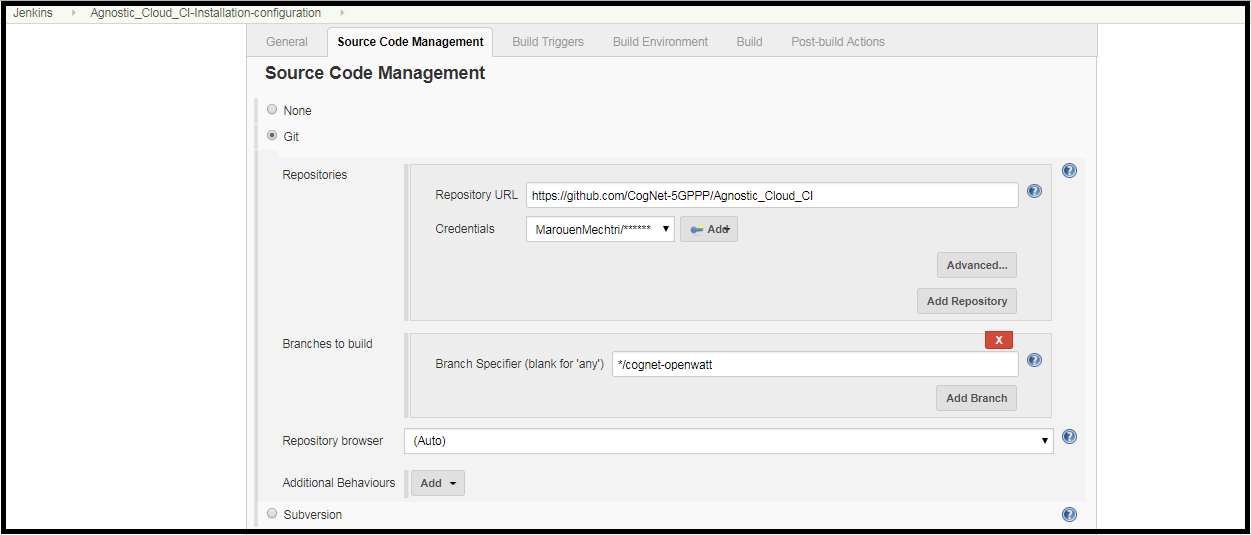 Jenkins Agnostic_Cloud_CI-Installation-configuration
General Source Code Management Build Triggers Build Environment Build Post-build Actions
Source Code Management
None
Git
Repositories
Repository URL https://github.com/CogNet-5GPPP/Agnostic_Cloud_CI
Credentials MarouenMechtri/****** Add
Advanced...
Add Repository
Branches to build
X
Branch Specifier (blank for 'any') */cognet-openwatt
Add Branch
Repository browser (Auto)
Additional Behaviours Add
Subversion